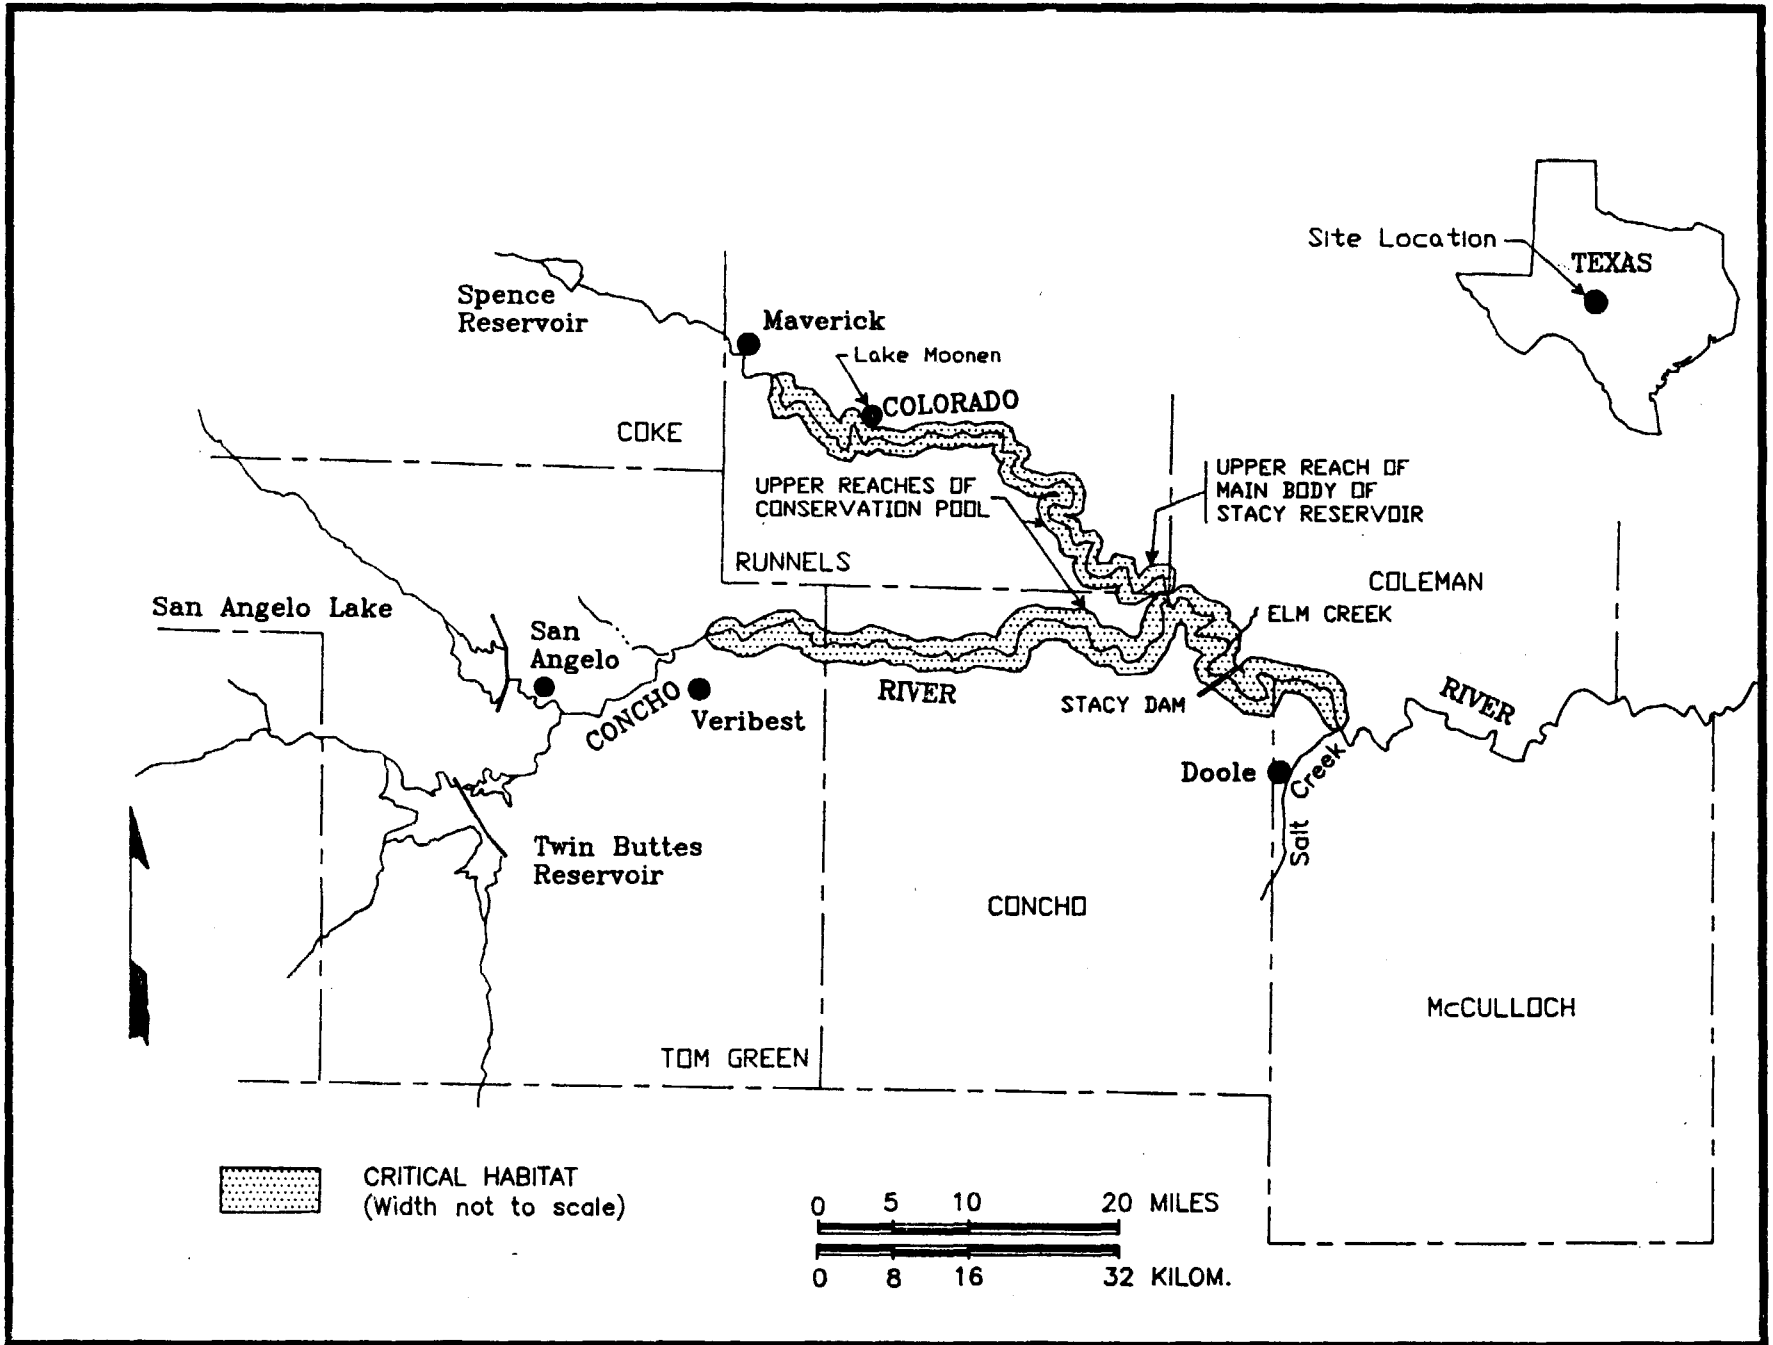 Site Location
TEXAS
Spence
Reservoir
Maverick
Lake Moonen
COLORADO
COKE
UPPER REACHES OF
CONSERVATION POOL
UPPER REACH OF
MAIN BODY OF
STACY RESERVOIR
RUNNELS
COLEMAN
San Angelo Lake
ELM CREEK
San
Angelo
CONCHO
Veribest
RIVER
STACY DAM
RIVER
Doole
Salt Creek
Twin Buttes
Reservoir
CONCHO
McCULLOCH
TOM GREEN
CRITICAL HABITAT
(Width not to scale)
0 5 10 20 MILES
0 8 16 32 KILOM.